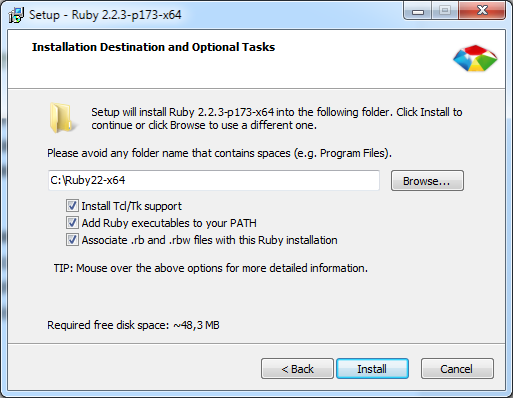 Setup - Ruby 2.2.3-p173-x64
Installation Destination and Optional Tasks
Setup will install Ruby 2.2.3-p173-x64 into the following folder. Click Install to
continue or click Browse to use a different one.
Please avoid any folder name that contains spaces (e.g. Program Files).
C:\Ruby22-x64
Browse...
Install Tcl/Tk support
Add Ruby executables to your PATH
Associate .rb and .rbw files with this Ruby installation
TIP: Mouse over the above options for more detailed information.
Required free disk space: ~48,3 MB
< Back
Install
Cancel